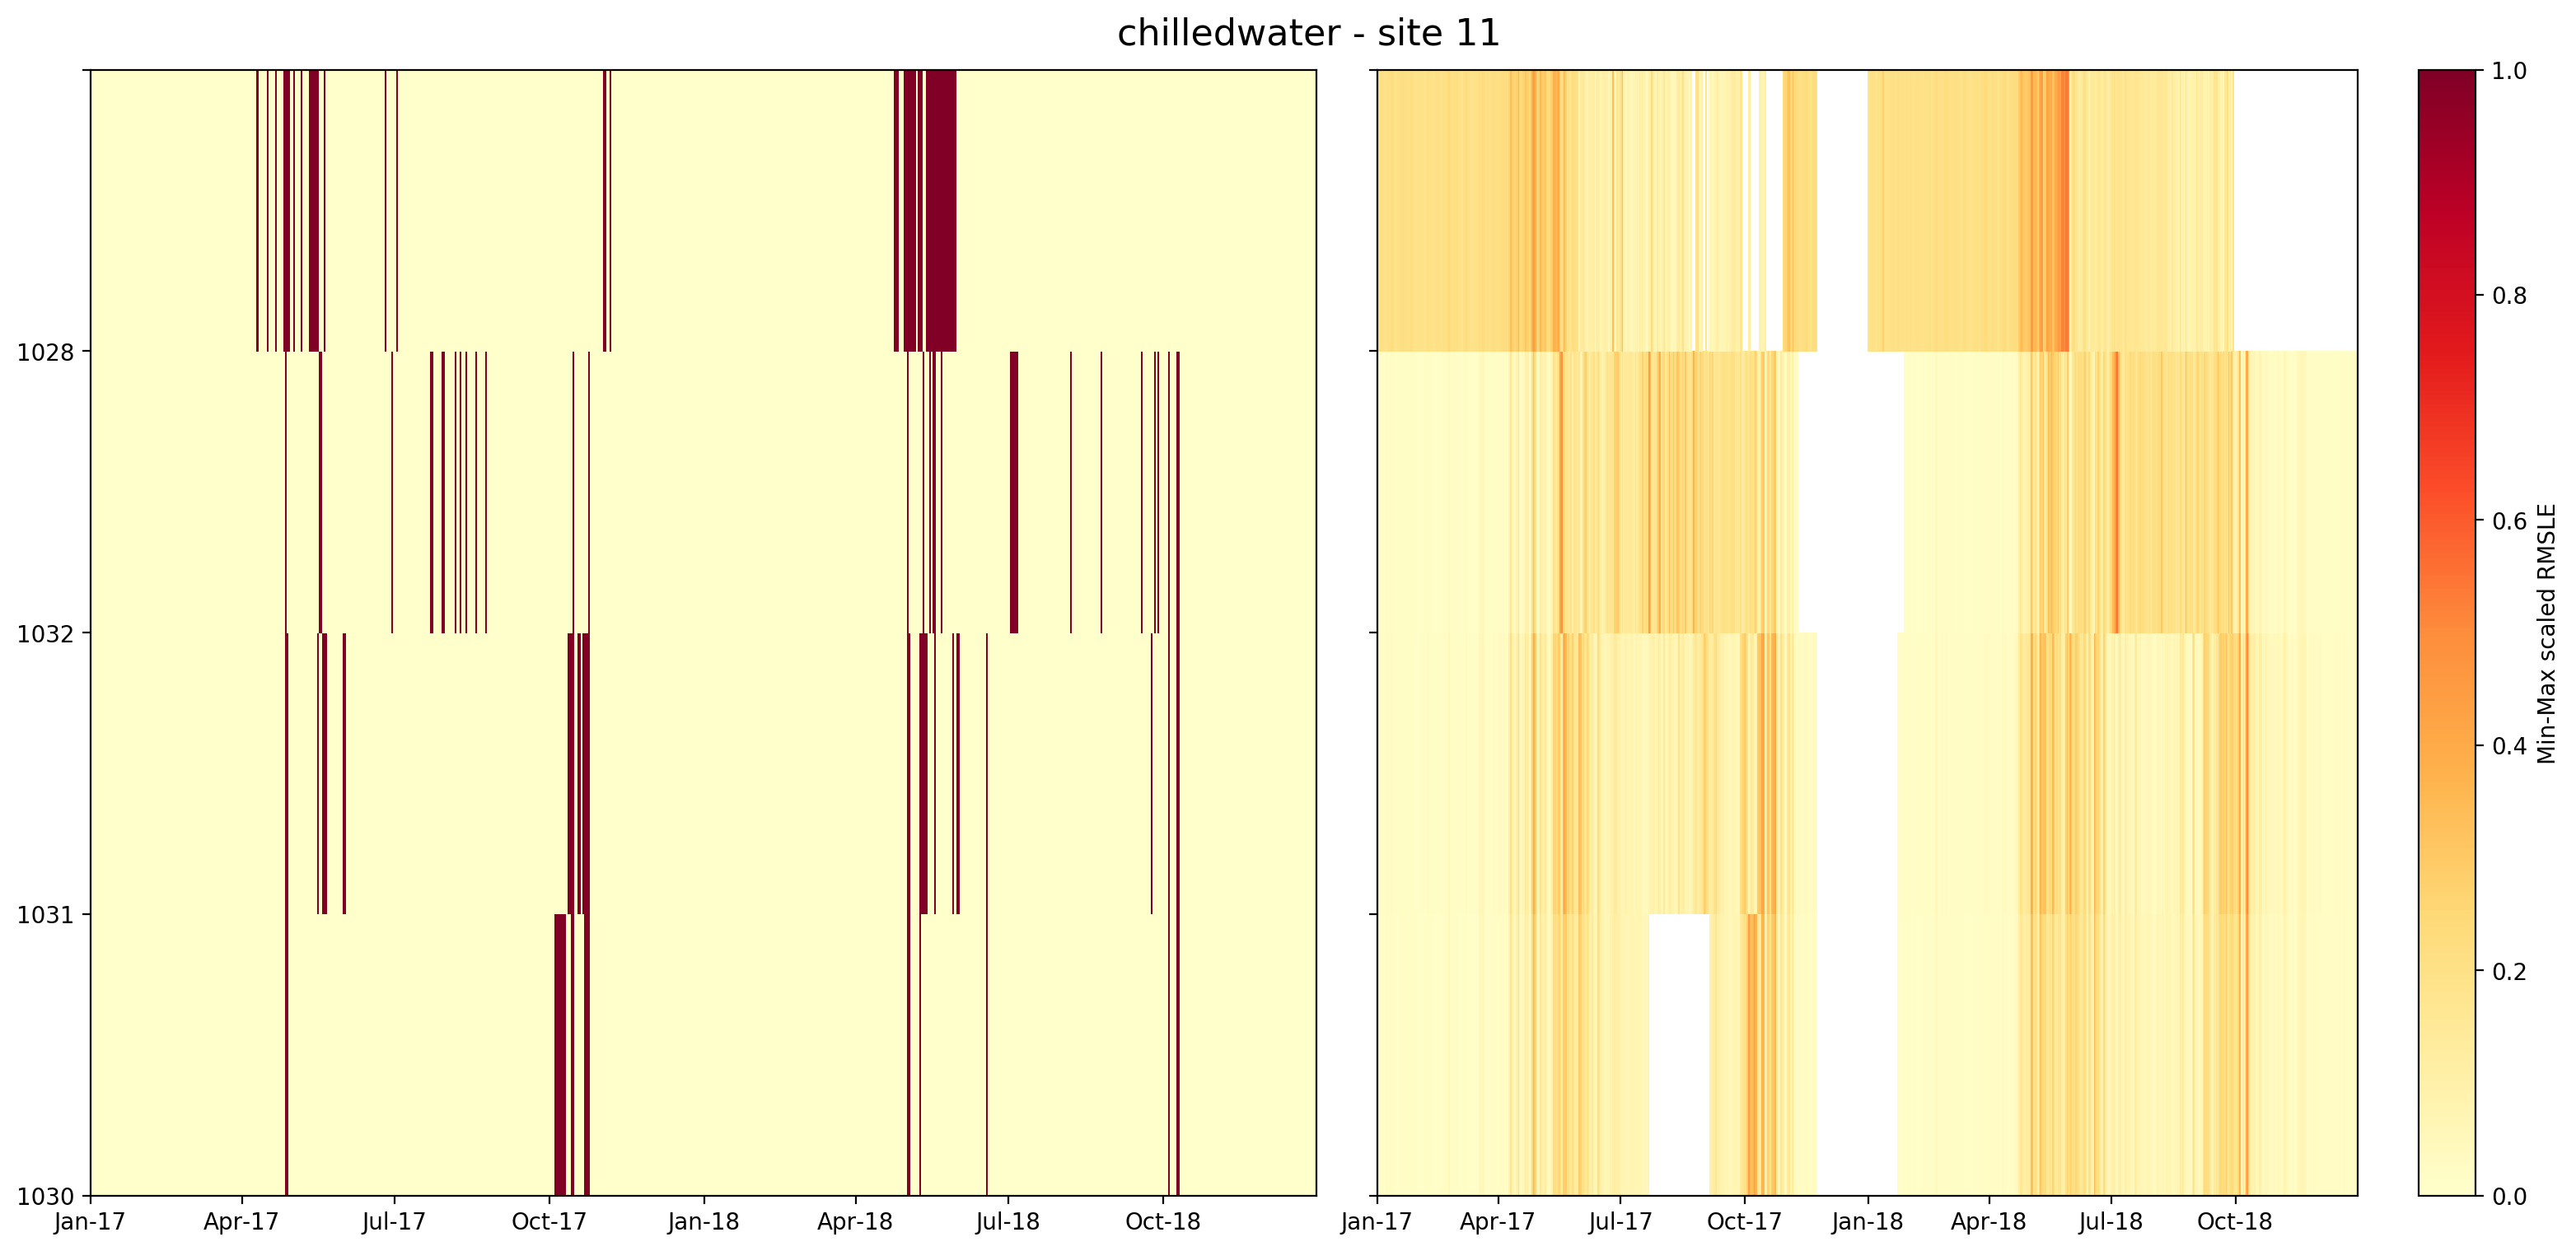 chilledwater - site 11
1028
1032
1031
1030
Jan-17 Apr-17 Jul-17 Oct-17 Jan-18 Apr-18 Jul-18 Oct-18
Jan-17 Apr-17 Jul-17 Oct-17 Jan-18 Apr-18 Jul-18 Oct-18
1.0
0.8
0.6
0.4
0.2
0.0
Min-Max scaled RMSLE